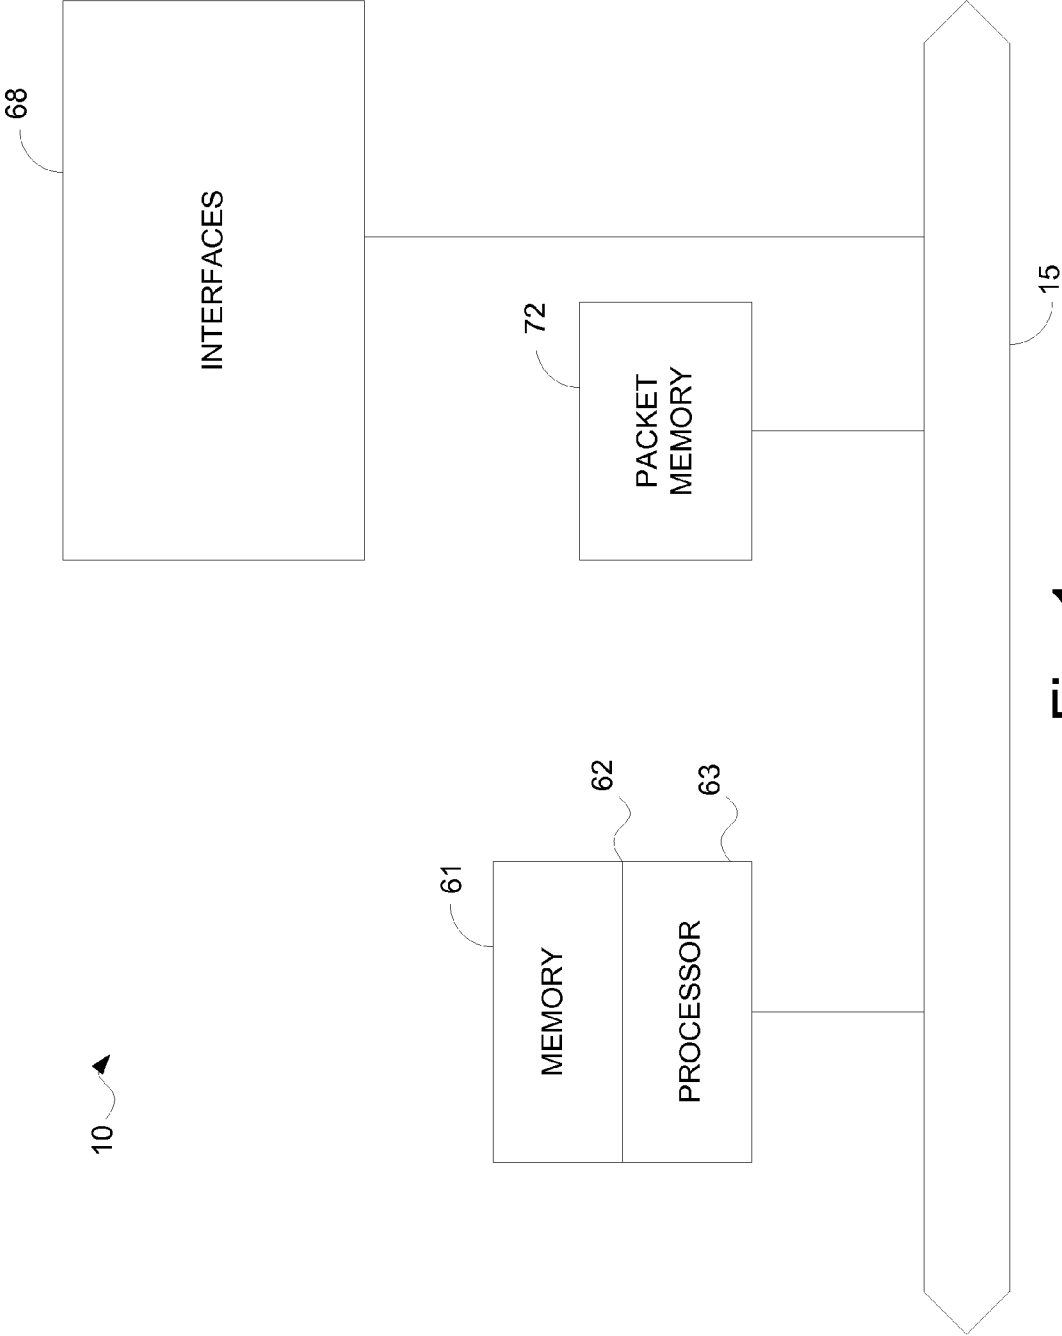 10
61
MEMORY
62
PROCESSOR
63
68
INTERFACES
72
PACKET
MEMORY
15